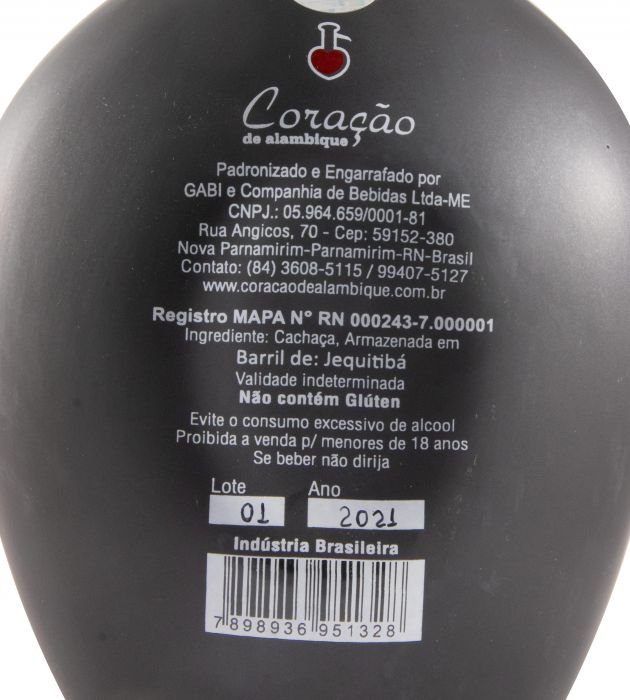 Coração
de alambique
Padronizado e Engarrafado por
GABI e Companhia de Bebidas Ltda-ME
CNPJ.: 05.964.659/0001-81
Rua Angicos, 70 - Cep: 59152-380
Nova Parnamirim-Parnamirim-RN-Brasil
Contato: (84) 3608-5115 / 99407-5127
www.coracaodealambique.com.br
Registro MAPA N° RN 000243-7.000001
Ingrediente: Cachaça, Armazenada em
Barril de: Jequitibá
Validade indeterminada
Não contém Glúten
Evite o consumo excessivo de alcool
Proibida a venda p/ menores de 18 anos
Se beber não dirija
Lote Ano
01 2021
Indústria Brasileira
7 898936 951328